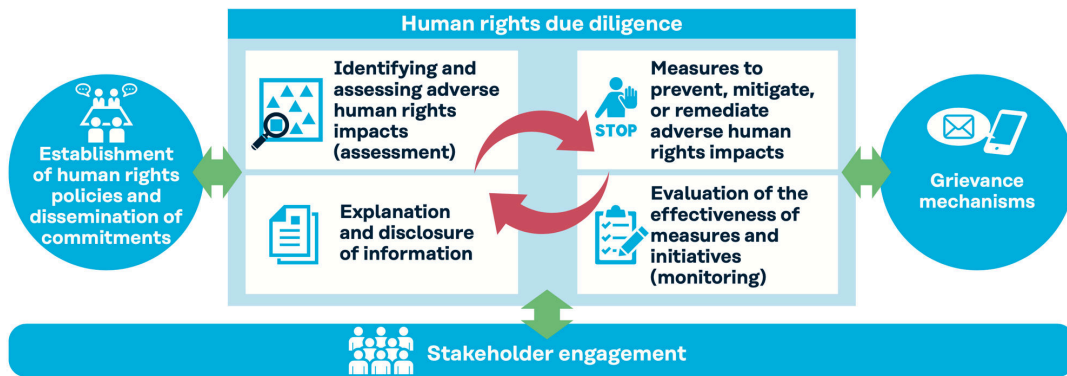 Human rights due diligence
Identifying and
assessing adverse
human rights
impacts
(assessment)
Measures to
prevent, mitigate,
or remediate
adverse human
rights impacts
STOP
Establishment
of human rights
policies and
dissemination of
commitments
Grievance
mechanisms
Explanation
and disclosure
of information
Evaluation of the
effectiveness of
measures and
initiatives
(monitoring)
Stakeholder engagement